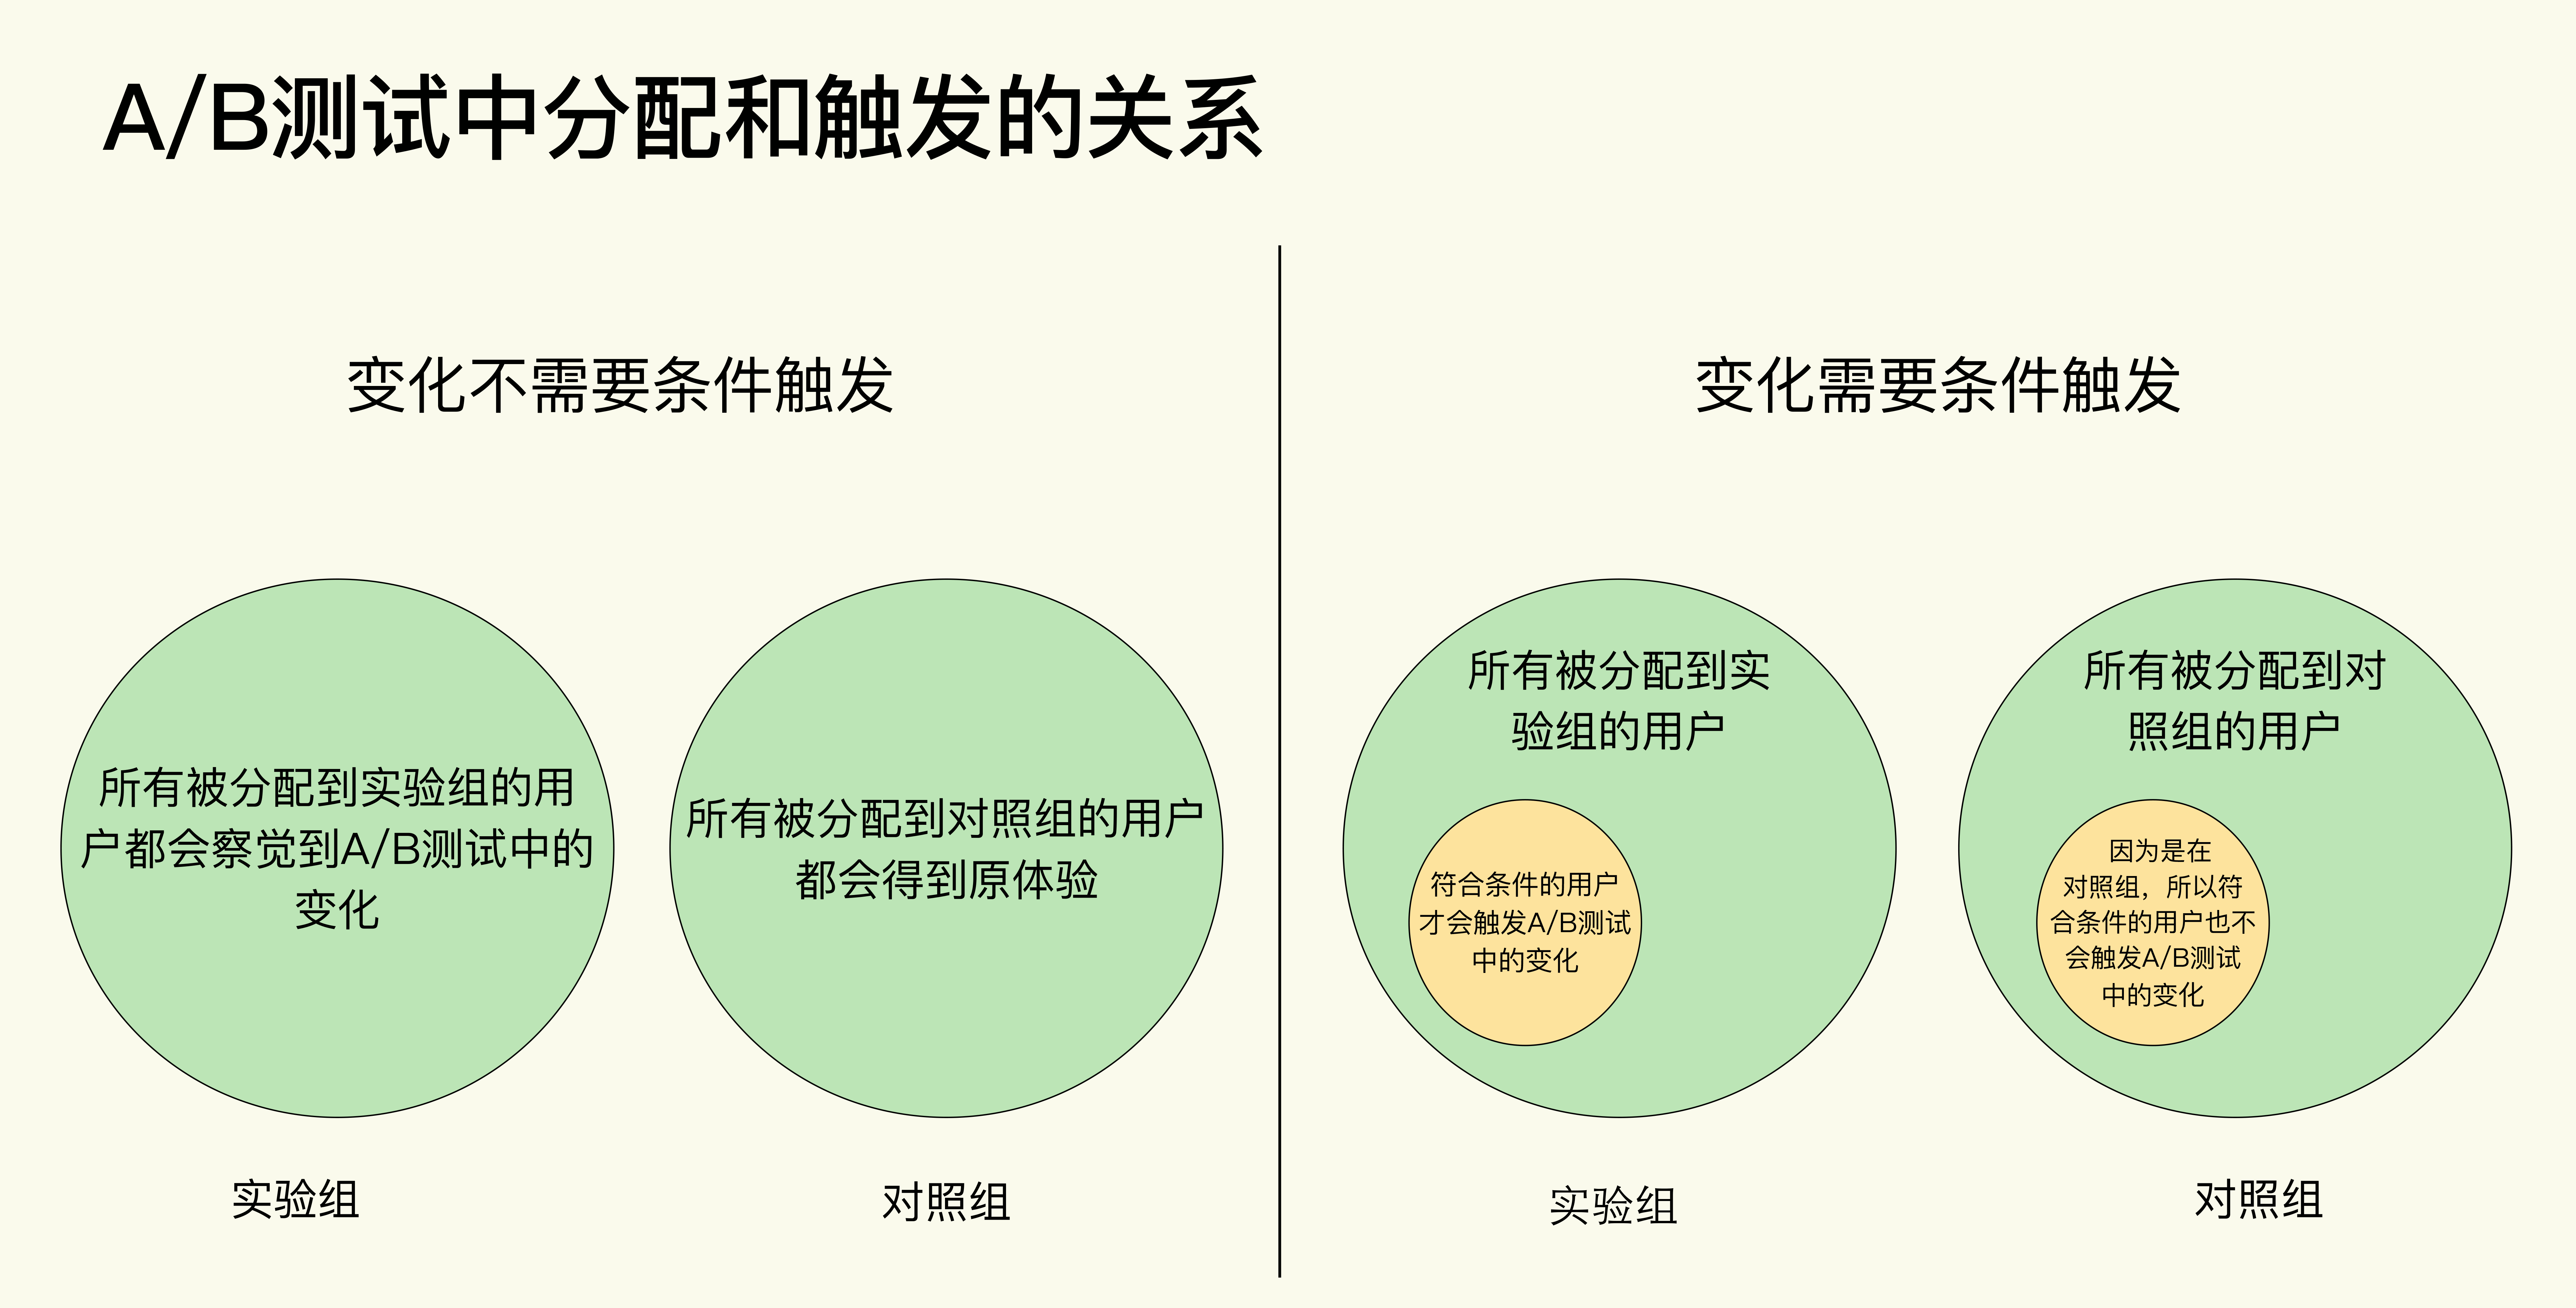 A/B测试中分配和触发的关系
变化不需要条件触发
所有被分配到实验组的用
户都会察觉到A/B测试中的
变化
实验组
所有被分配到对照组的用户
都会得到原体验
对照组
变化需要条件触发
所有被分配到实
验组的用户
符合条件的用户
才会触发A/B测试
中的变化
实验组
所有被分配到对
照组的用户
因为是在
对照组，所以符
合条件的用户也不
会触发A/B测试
中的变化
对照组